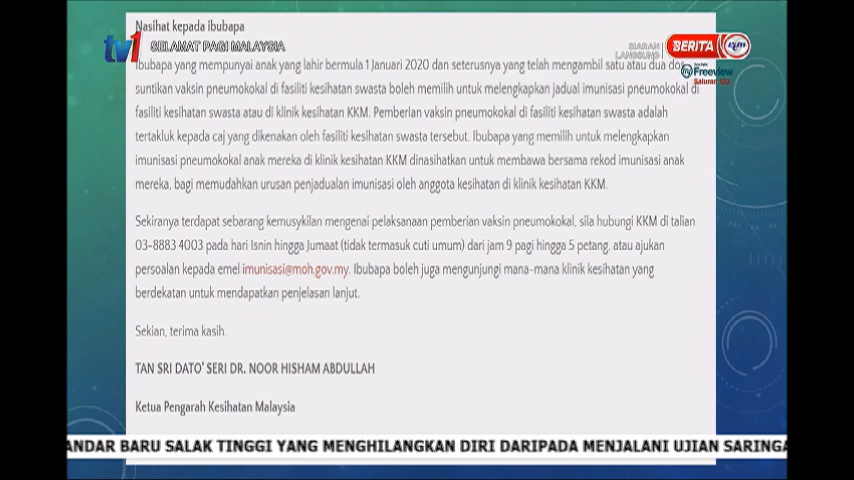 Nasihat kepada ibubapa
tv1
SELAMAT PAGI MALAYSIA
SIARAN
LANGSUNG
BERITA rtm
Freeview
Saluran 123
Ibubapa yang mempunyai anak yang lahir bermula 1 Januari 2020 dan seterusnya yang telah mengambil satu atau dua dos
suntikan vaksin pneumokokal di fasiliti kesihatan swasta boleh memilih untuk melengkapkan jadual imunisasi pneumokokal di
fasiliti kesihatan swasta atau di klinik kesihatan KKM. Pemberian vaksin pneumokokal di fasiliti kesihatan swasta adalah
tertakluk kepada caj yang dikenakan oleh fasiliti kesihatan swasta tersebut. Ibubapa yang memilih untuk melengkapkan
imunisasi pneumokokal anak mereka di klinik kesihatan KKM dinasihatkan untuk membawa bersama rekod imunisasi anak
mereka, bagi memudahkan urusan penjadualan imunisasi oleh anggota kesihatan di klinik kesihatan KKM.
Sekiranya terdapat sebarang kemusykilan mengenai pelaksanaan pemberian vaksin pneumokokal, sila hubungi KKM di talian
03-8883 4003 pada hari Isnin hingga Jumaat (tidak termasuk cuti umum) dari jam 9 pagi hingga 5 petang, atau ajukan
persoalan kepada emel imunisasi@moh.gov.my. Ibubapa boleh juga mengunjungi mana-mana klinik kesihatan yang
berdekatan untuk mendapatkan penjelasan lanjut.
Sekian, terima kasih.
TAN SRI DATO' SERI DR. NOOR HISHAM ABDULLAH
Ketua Pengarah Kesihatan Malaysia
ANDAR BARU SALAK TINGGI YANG MENGHILANGKAN DIRI DARIPADA MENJALANI UJIAN SARINGA